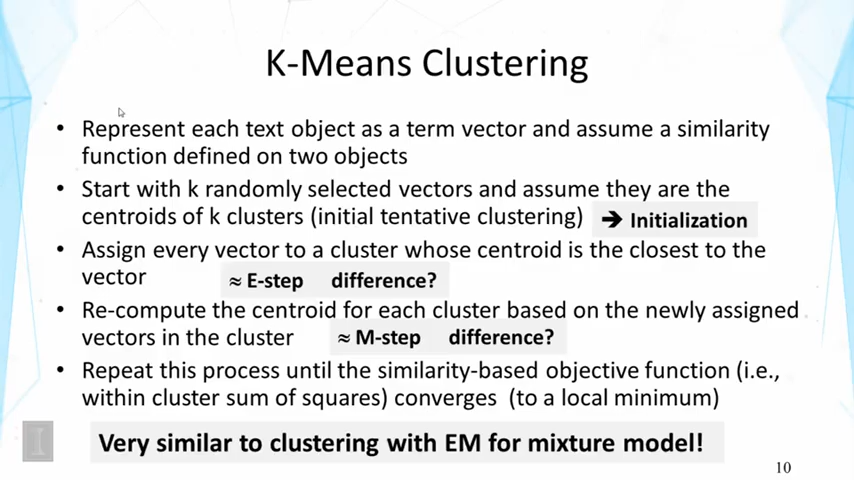 K-Means Clustering
• Represent each text object as a term vector and assume a similarity
function defined on two objects
• Start with k randomly selected vectors and assume they are the
centroids of k clusters (initial tentative clustering) ➔ Initialization
• Assign every vector to a cluster whose centroid is the closest to the
vector ≈ E-step difference?
• Re-compute the centroid for each cluster based on the newly assigned
vectors in the cluster ≈ M-step difference?
• Repeat this process until the similarity-based objective function (i.e.,
within cluster sum of squares) converges (to a local minimum)
Very similar to clustering with EM for mixture model!
10